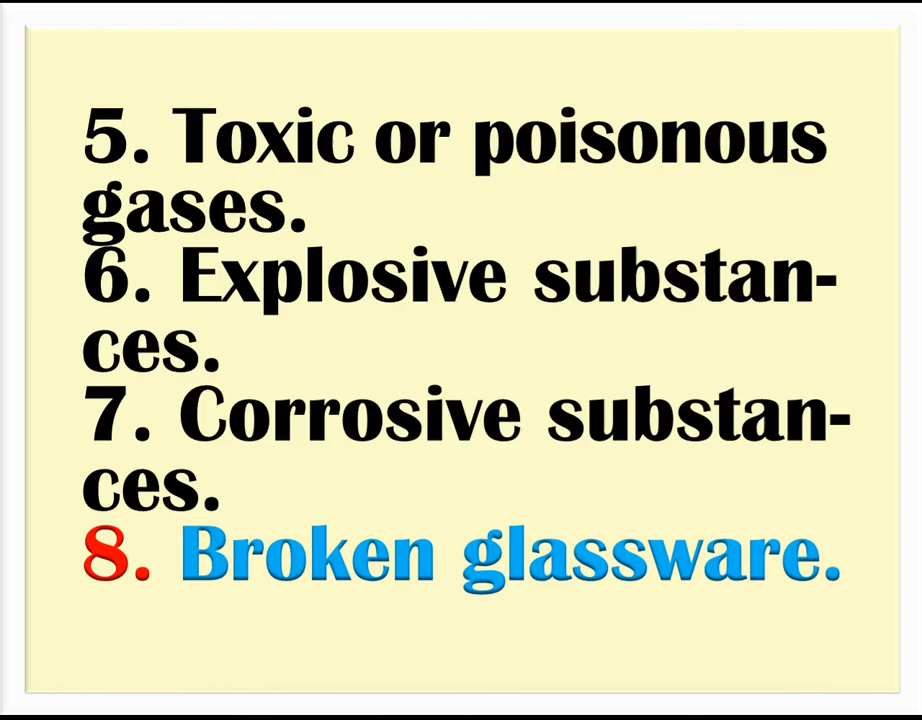 5. Toxic or poisonous
gases.
6. Explosive substan-
ces.
7. Corrosive substan-
ces.
8. Broken glassware.